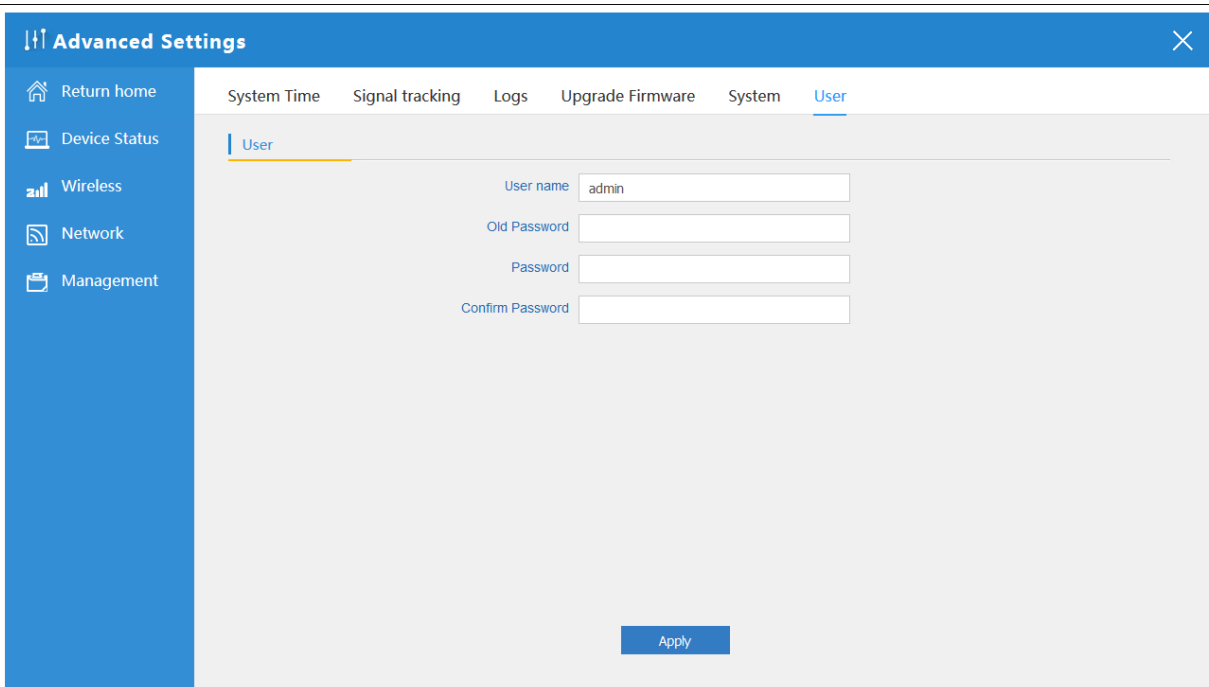 Advanced Settings
Return home
Device Status
Wireless
Network
Management
System Time Signal tracking Logs Upgrade Firmware System User
User
User name admin
Old Password
Password
Confirm Password
Apply